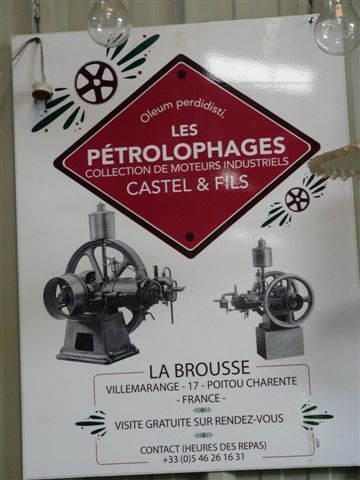 Oleum perdidisti.
LES
PÉTROLOPHAGES
COLLECTION DE MOTEURS INDUSTRIELS
CASTEL & FILS
LA BROUSSE
VILLEMARANGE - 17 - POITOU CHARENTE
- FRANCE -
VISITE GRATUITE SUR RENDEZ-VOUS
CONTACT (HEURES DES REPAS)
+33 (0)5 46 26 16 31